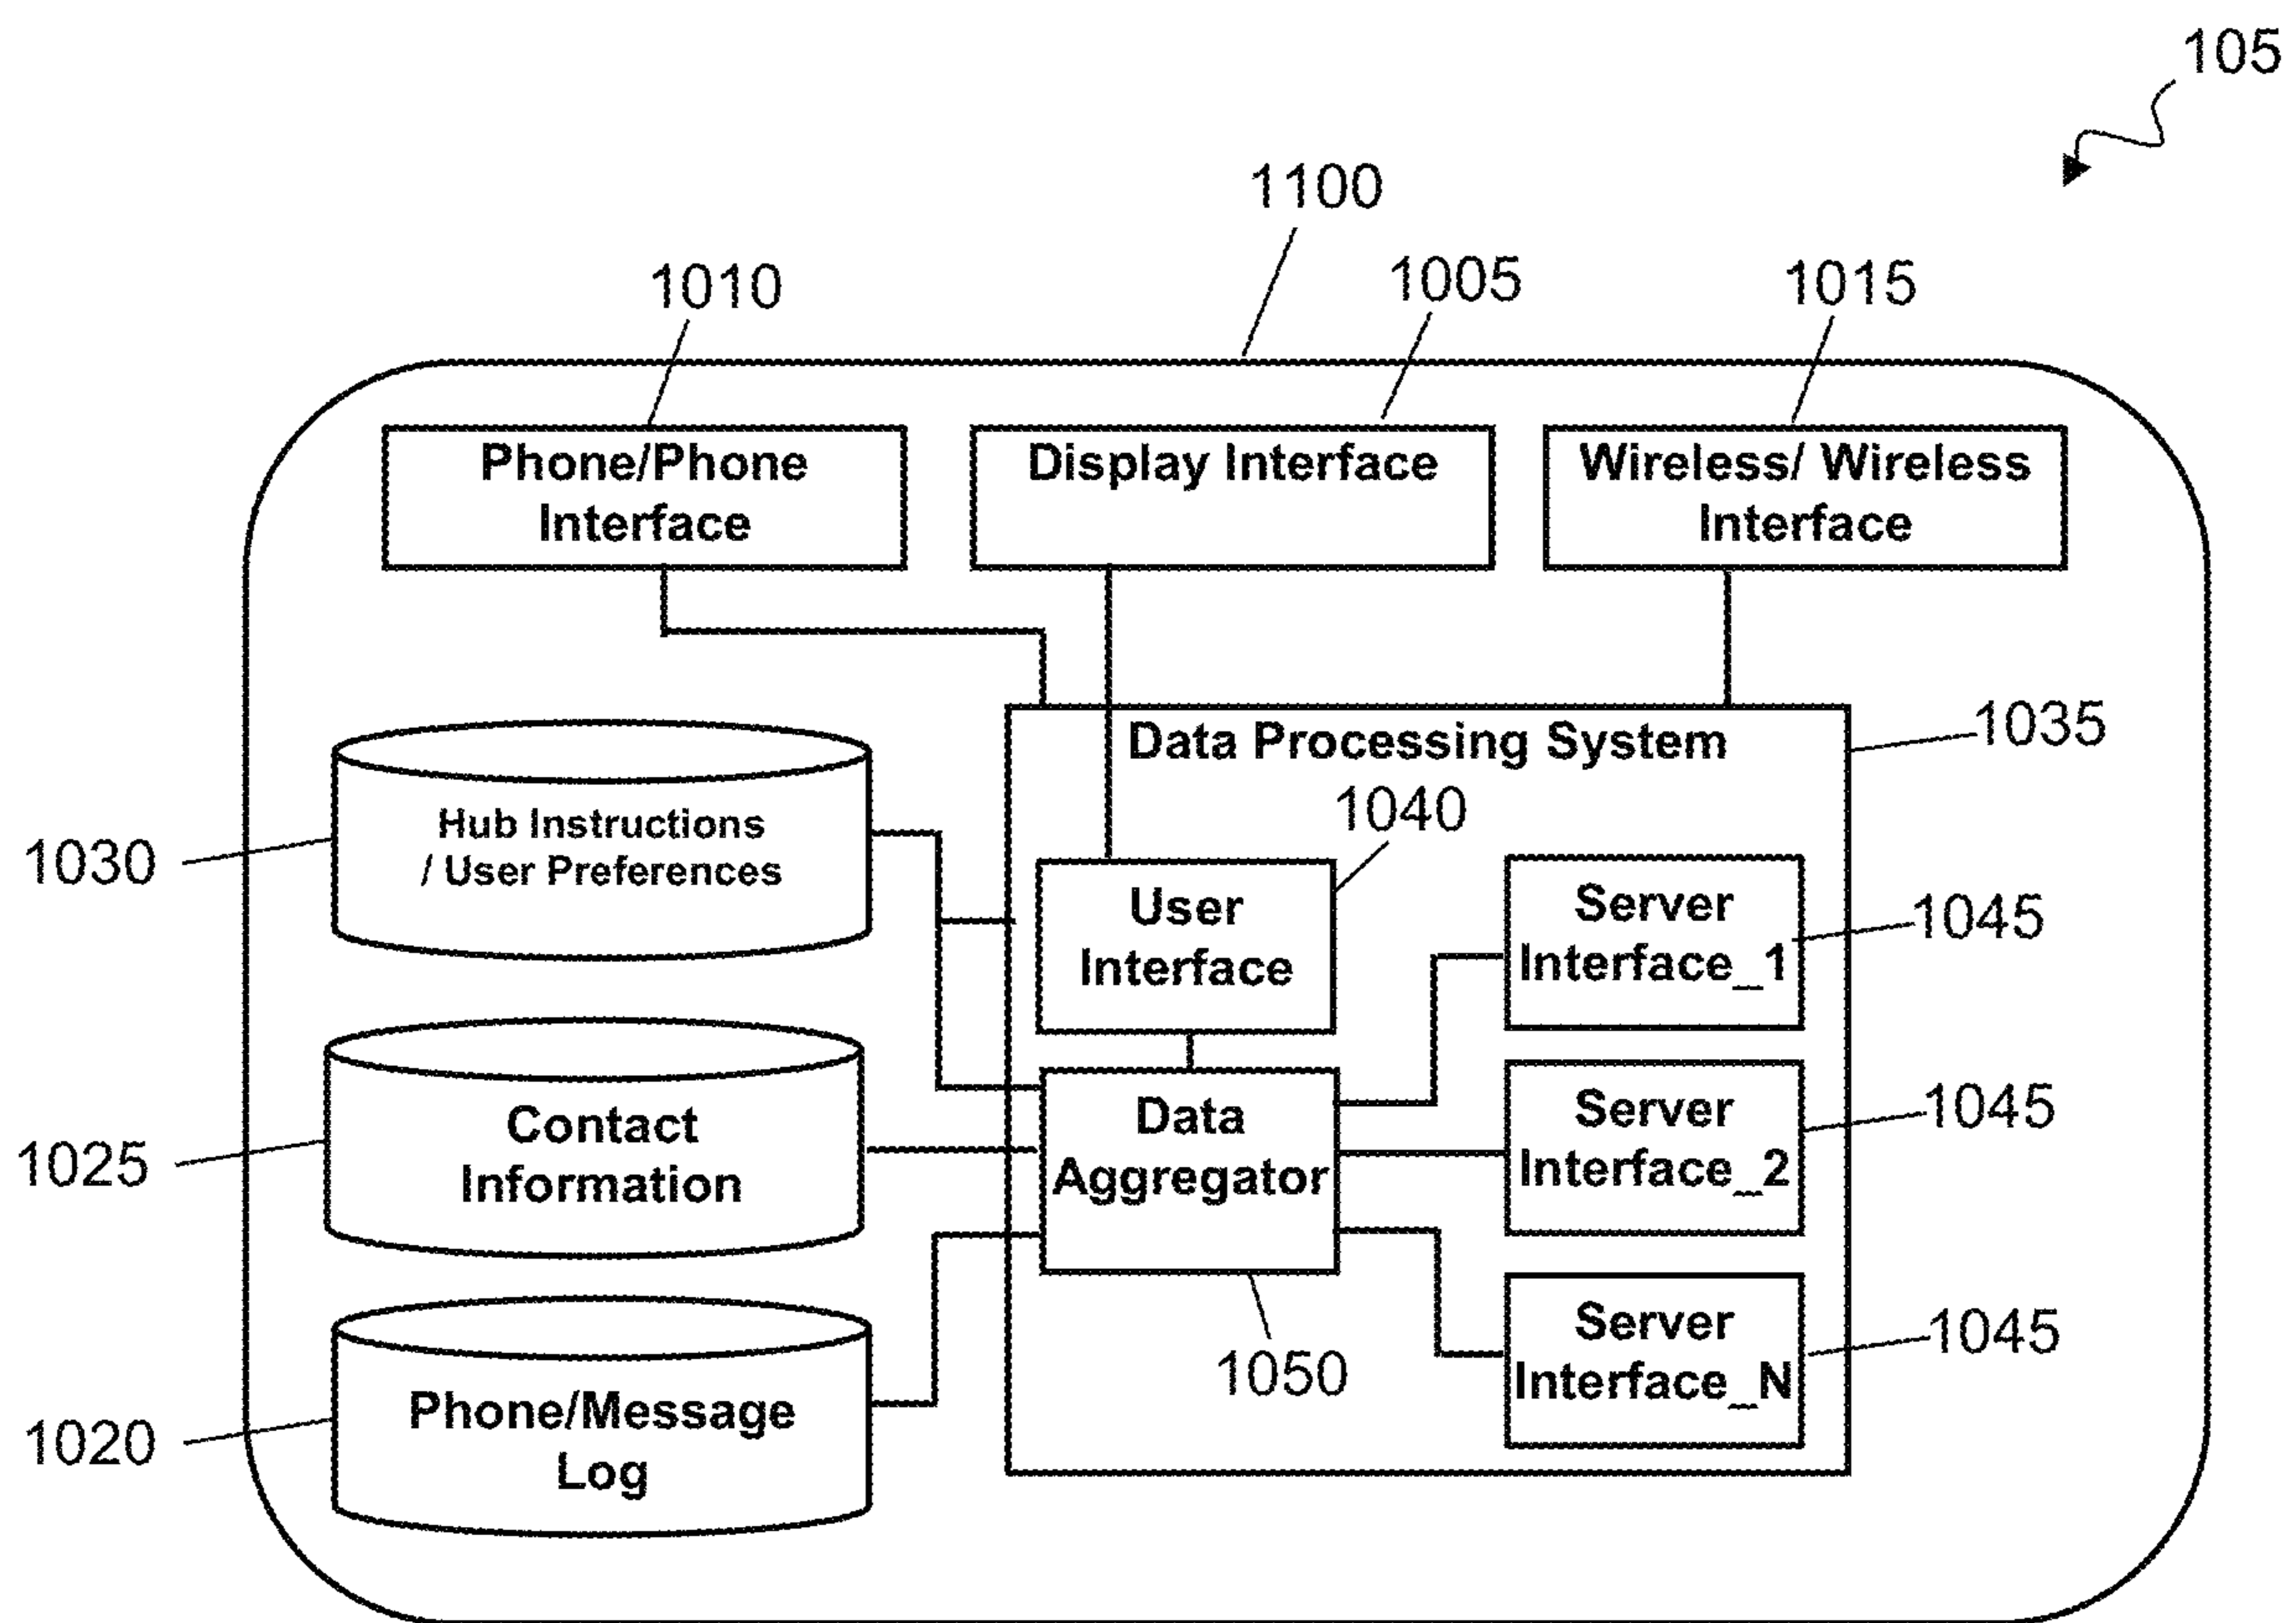 105
1100
1010
1005
1015
Phone/Phone
Interface
Display Interface
Wireless/ Wireless
Interface
1035
Data Processing System
1030
Hub Instructions
/ User Preferences
1040
User
Interface
Server
Interface_1
1045
1025
Contact
Information
Data
Aggregator
Server
Interface_2
1045
1020
Phone/Message
Log
1050
Server
Interface_N
1045